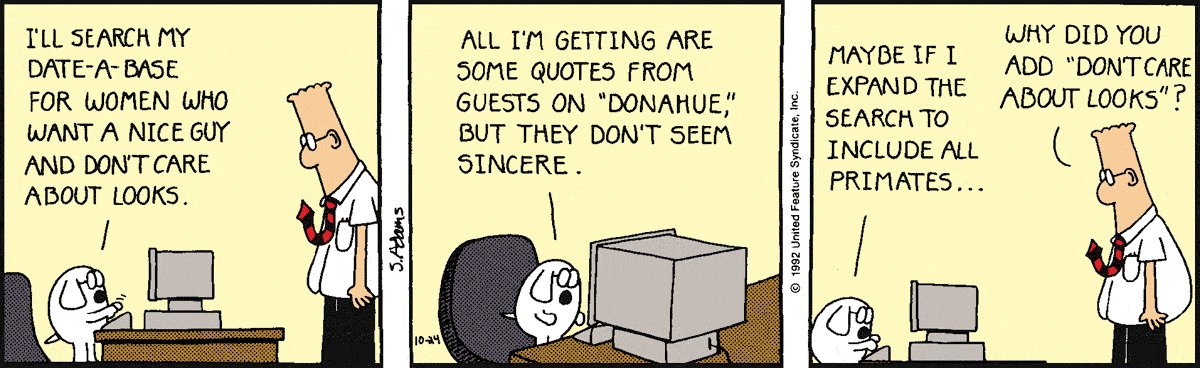 I'LL SEARCH MY
DATE-A-BASE
FOR WOMEN WHO
WANT A NICE GUY
AND DON'T CARE
ABOUT LOOKS.
S. Adams
ALL I'M GETTING ARE
SOME QUOTES FROM
GUESTS ON "DONAHUE,"
BUT THEY DON'T SEEM
SINCERE.
10-24
© 1992 United Feature Syndicate, Inc.
MAYBE IF I
EXPAND THE
SEARCH TO
INCLUDE ALL
PRIMATES...
WHY DID YOU
ADD "DON'T CARE
ABOUT LOOKS"?